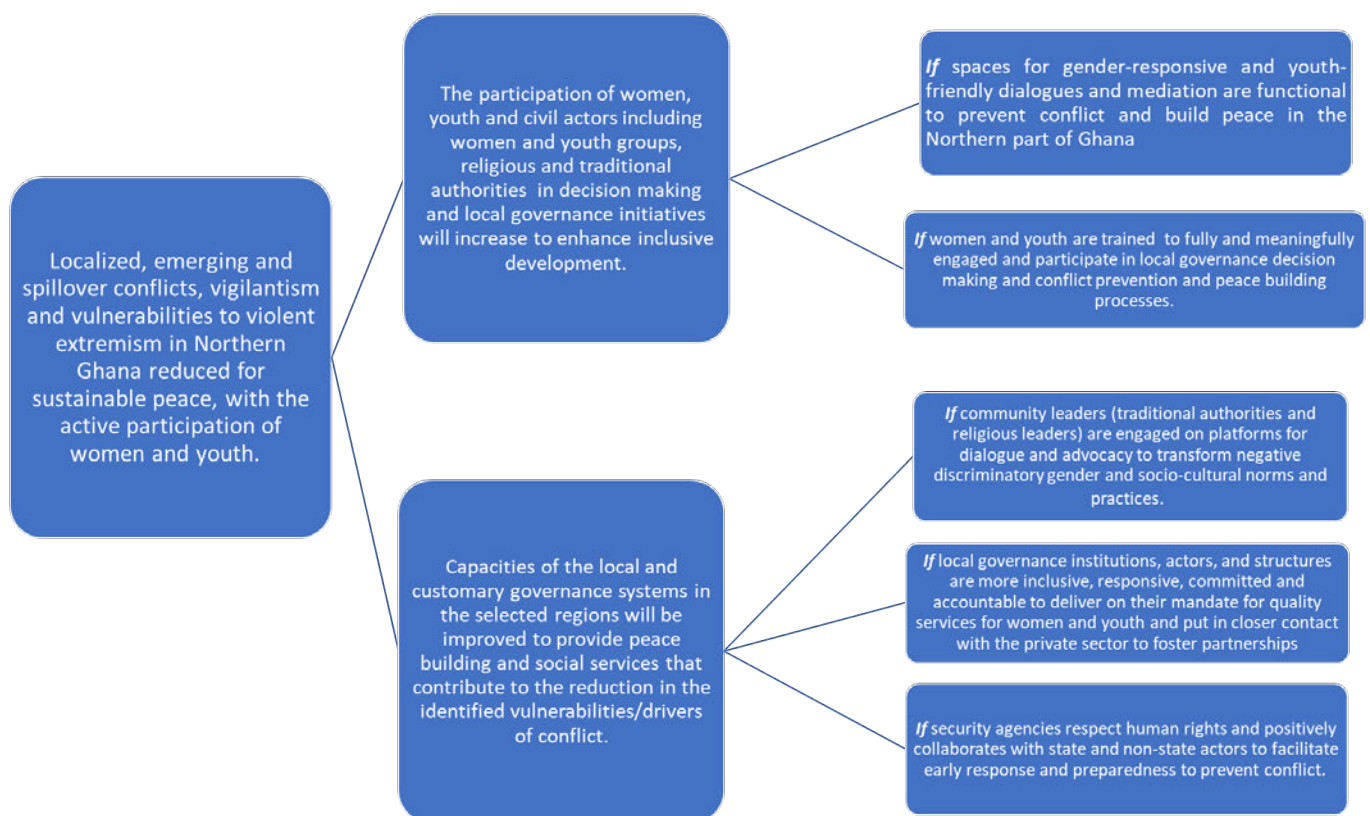 Localized, emerging and
spillover conflicts, vigilantism
and vulnerabilities to violent
extremism in Northern
Ghana reduced for
sustainable peace, with the
active participation of
women and youth.
The participation of women,
youth and civil actors including
women and youth groups,
religious and traditional
authorities in decision making
and local governance initiatives
will increase to enhance inclusive
development.
Capacities of the local and
customary governance systems in
the selected regions will be
improved to provide peace
building and social services that
contribute to the reduction in the
identified vulnerabilities/drivers
of conflict.
If spaces for gender-responsive and youth-
friendly dialogues and mediation are functional
to prevent conflict and build peace in the
Northern part of Ghana
If women and youth are trained to fully and meaningfully
engaged and participate in local governance decision
making and conflict prevention and peace building
processes.
If community leaders (traditional authorities and
religious leaders) are engaged on platforms for
dialogue and advocacy to transform negative
discriminatory gender and socio-cultural norms and
practices.
If local governance institutions, actors, and structures
are more inclusive, responsive, committed and
accountable to deliver on their mandate for quality
services for women and youth and put in closer contact
with the private sector to foster partnerships
If security agencies respect human rights and positively
collaborates with state and non-state actors to facilitate
early response and preparedness to prevent conflict.